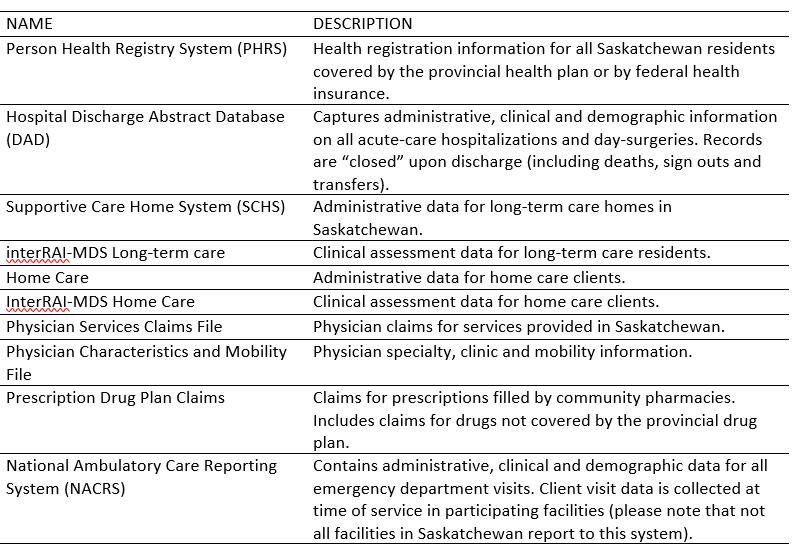 NAME DESCRIPTION
Person Health Registry System (PHRS) Health registration information for all Saskatchewan residents
covered by the provincial health plan or by federal health
insurance.
Hospital Discharge Abstract Database Captures administrative, clinical and demographic information
(DAD) on all acute-care hospitalizations and day-surgeries. Records
are “closed” upon discharge (including deaths, sign outs and
transfers).
Supportive Care Home System (SCHS) Administrative data for long-term care homes in
Saskatchewan.
interRAI-MDS Long-term care Clinical assessment data for long-term care residents.
Home Care Administrative data for home care clients.
InterRAI-MDS Home Care Clinical assessment data for home care clients.
Physician Services Claims File Physician claims for services provided in Saskatchewan.
Physician Characteristics and Mobility Physician specialty, clinic and mobility information.
File
Prescription Drug Plan Claims Claims for prescriptions filled by community pharmacies.
Includes claims for drugs not covered by the provincial drug
plan.
National Ambulatory Care Reporting Contains administrative, clinical and demographic data for all
System (NACRS) emergency department visits. Client visit data is collected at
time of service in participating facilities (please note that not
all facilities in Saskatchewan report to this system).